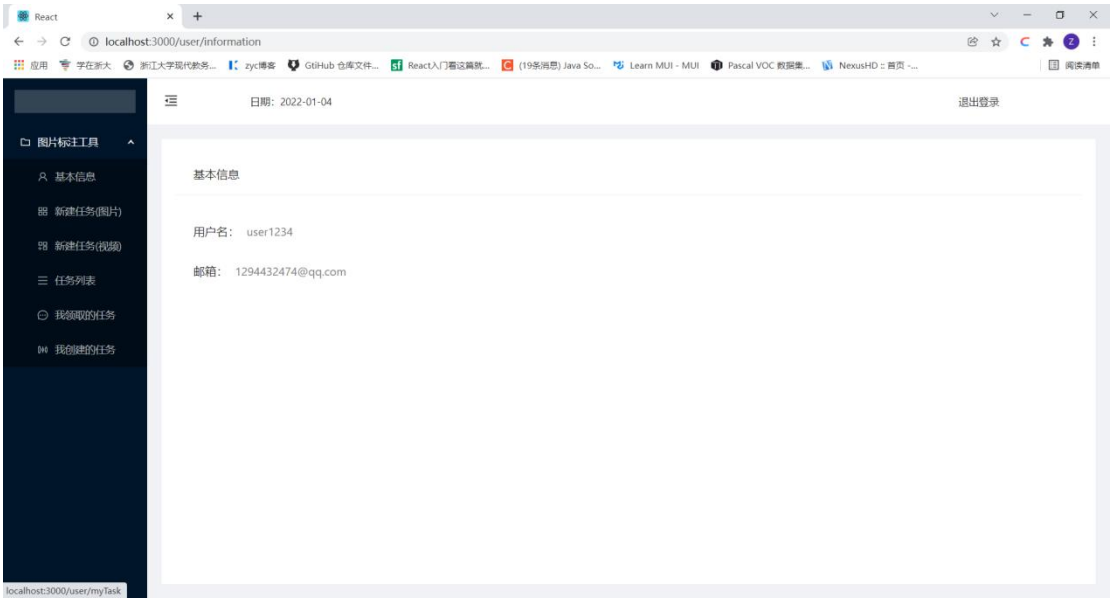 React
localhost:3000/user/information
应用 学在浙大 浙江大学现代教务... zyc博客 GtiHub 仓库文件... React入门看这篇就... (19条消息) Java So... Learn MUI - MUI Pascal VOC 数据集... NexusHD :: 首页 -... 阅读清单
日期：2022-01-04 退出登录
图片标注工具
基本信息
新建任务(图片)
新建任务(视频)
任务列表
我领取的任务
我创建的任务
基本信息
用户名： user1234
邮箱： 1294432474@qq.com
localhost:3000/user/myTask